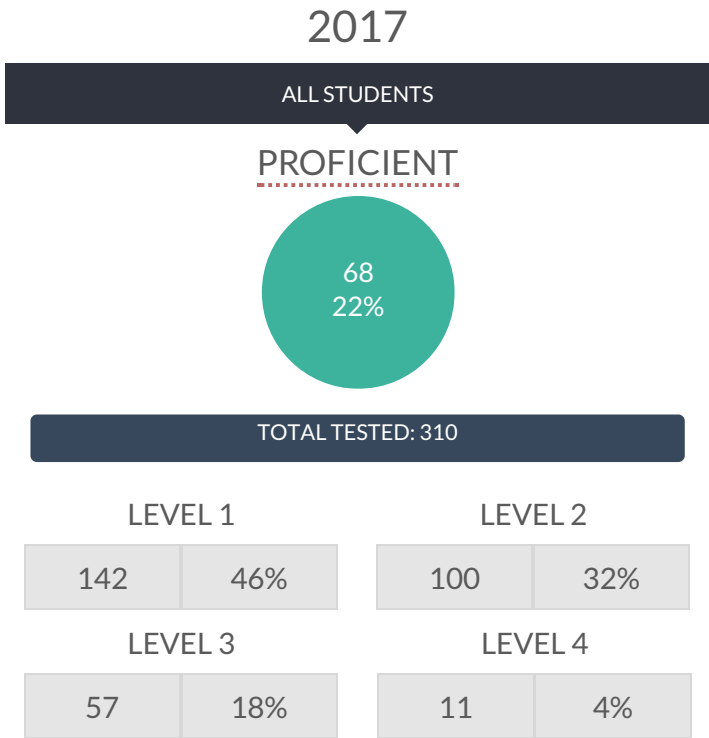 2017
ALL STUDENTS
PROFICIENT
68
22%
TOTAL TESTED: 310
LEVEL 1 LEVEL 2
142 46% 100 32%
LEVEL 3 LEVEL 4
57 18% 11 4%